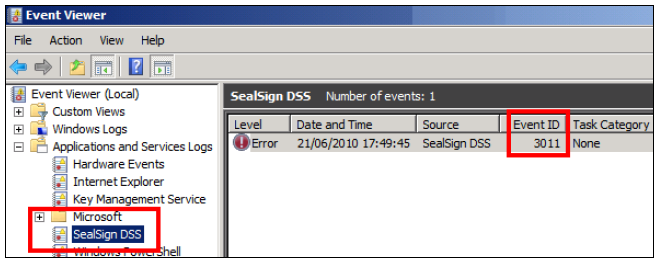 Event Viewer
File Action View Help
Event Viewer (Local)
Custom Views
Windows Logs
Applications and Services Logs
Hardware Events
Internet Explorer
Key Management Service
Microsoft
SealSign DSS
Windows PowerShell
SealSign DSS Number of events: 1
Level Date and Time Source Event ID Task Category
Error 21/06/2010 17:49:45 SealSign DSS 3011 None